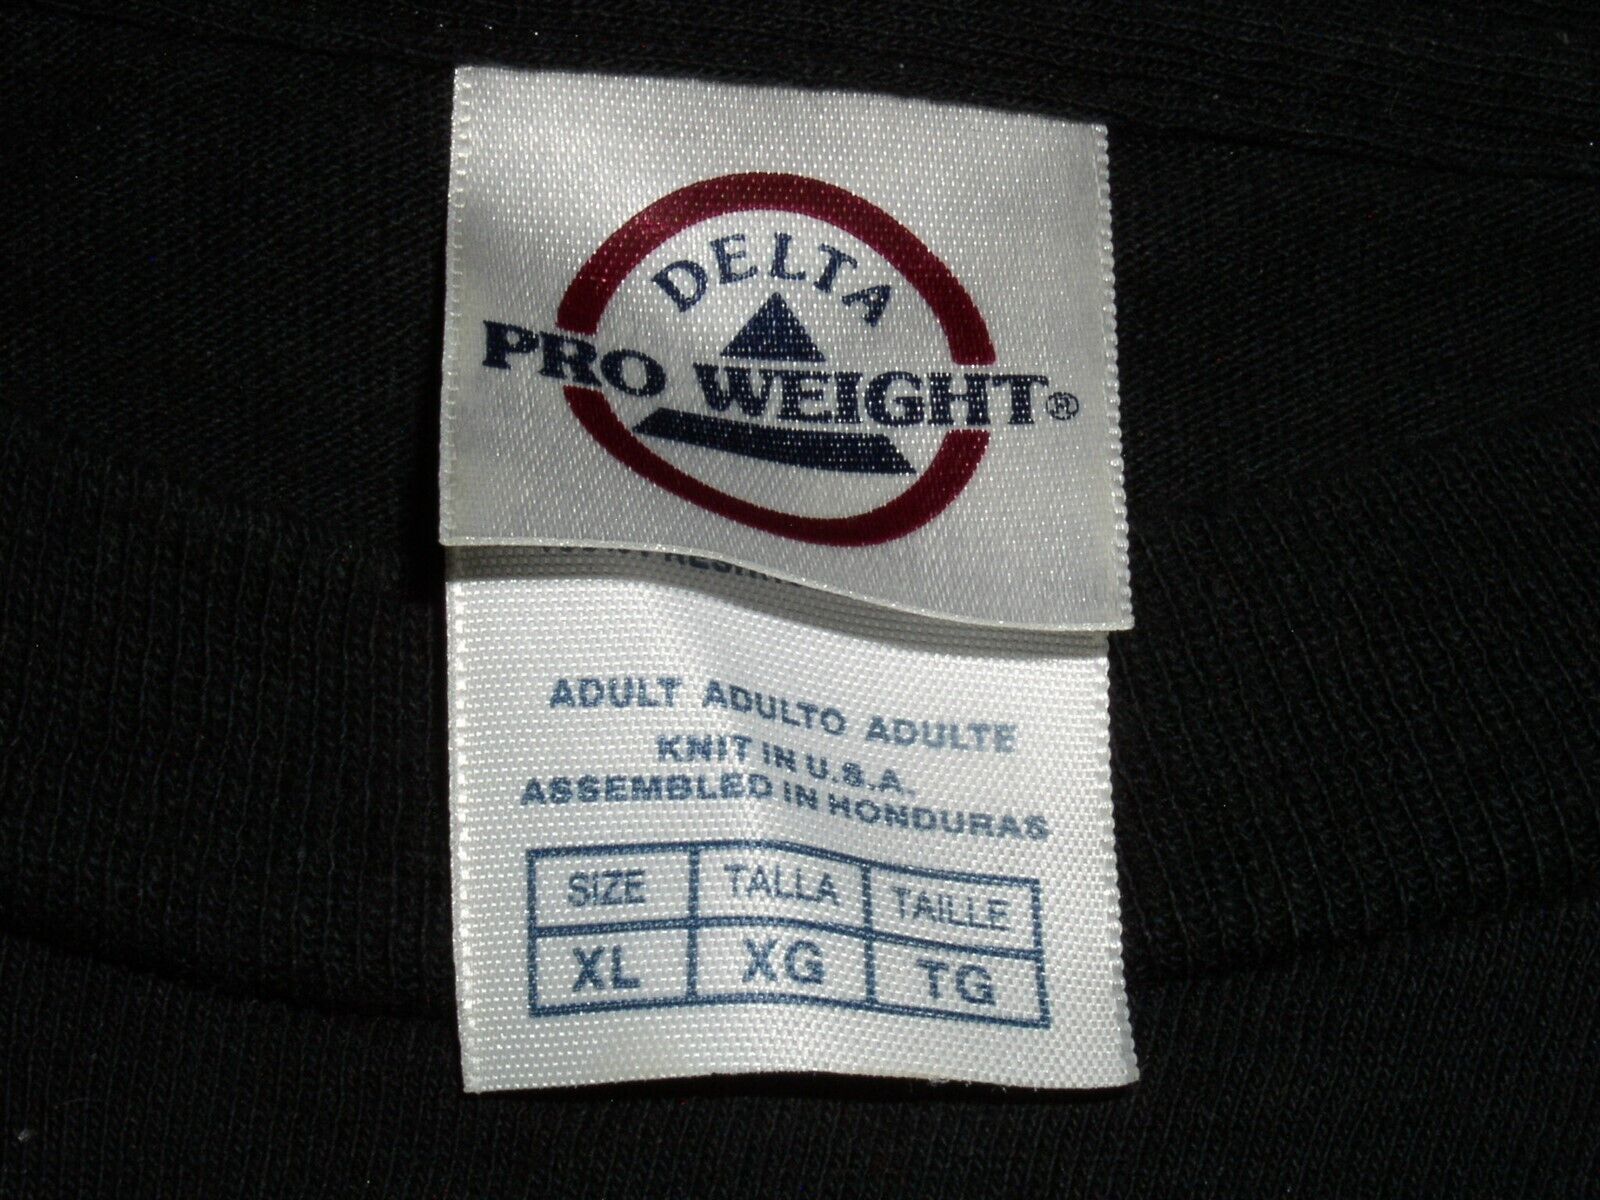 DELTA
PRO WEIGHT®
ADULT ADULTO ADULTE
KNIT IN U.S.A.
ASSEMBLED IN HONDURAS
SIZE TALLA TAILLE
XL XG TG